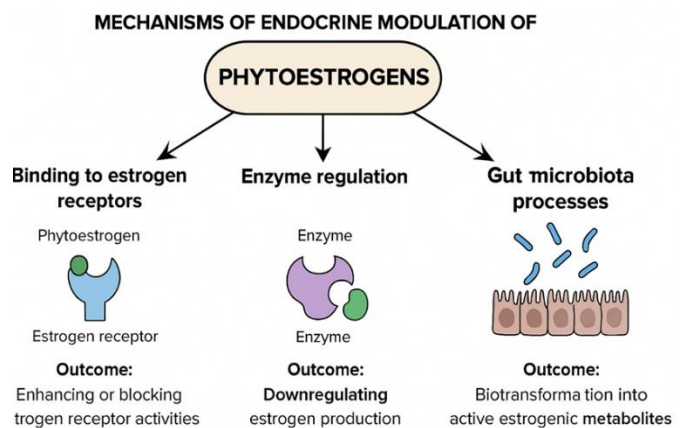 MECHANISMS OF ENDOCRINE MODULATION OF
PHYTOESTROGENS
Binding to estrogen
receptors
Phytoestrogen
Estrogen receptor
Outcome:
Enhancing or blocking
trogen receptor activities
Enzyme regulation
Enzyme
Enzyme
Outcome:
Downregulating
estrogen production
Gut microbiota
processes
Outcome:
Biotransforma tion into
active estrogenic metabolites